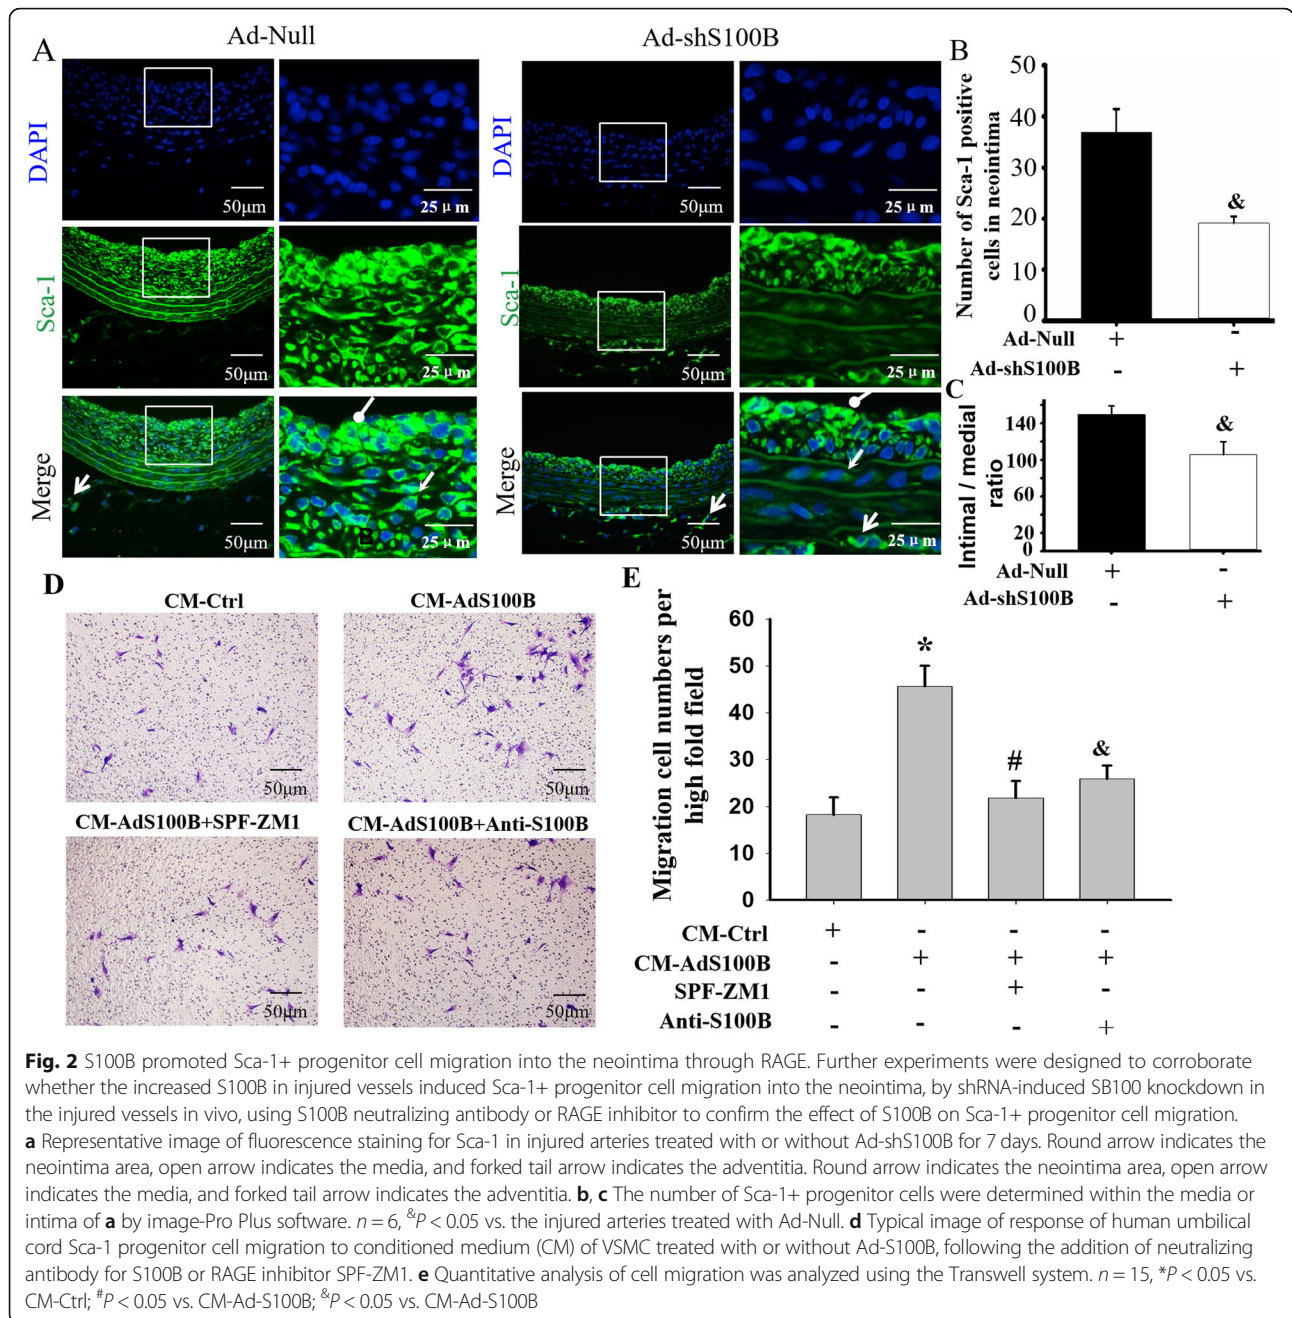 A
Ad-Null
Ad-shS100B
DAPI
50μm
25 μ m
DAPI
50μm
25 μ m
Sca-1
50μm
25 μ m
Sca-1
50μm
25 μ m
Merge
50μm
B
25 μ m
Merge
50μm
25 μ m
B
Number of Sca-1 positive
cells in neointima
50
40
30
20
10
0
&
Ad-Null + -
Ad-shS100B - +
C
Intimal / medial
ratio
140
100
60
20
0
&
Ad-Null + -
Ad-shS100B - +
D
CM-Ctrl
50μm
CM-AdS100B
50μm
CM-AdS100B+SPF-ZM1
50μm
CM-AdS100B+Anti-S100B
50μm
E
Migration cell numbers per
high fold field
60
50
40
30
20
10
0
*
#
&
CM-Ctrl + - - -
CM-AdS100B - + + +
SPF-ZM1 - - + -
Anti-S100B - - - +
Fig. 2 S100B promoted Sca-1+ progenitor cell migration into the neointima through RAGE. Further experiments were designed to corroborate
whether the increased S100B in injured vessels induced Sca-1+ progenitor cell migration into the neointima, by shRNA-induced SB100 knockdown in
the injured vessels in vivo, using S100B neutralizing antibody or RAGE inhibitor to confirm the effect of S100B on Sca-1+ progenitor cell migration.
a Representative image of fluorescence staining for Sca-1 in injured arteries treated with or without Ad-shS100B for 7 days. Round arrow indicates the
neointima area, open arrow indicates the media, and forked tail arrow indicates the adventitia. Round arrow indicates the neointima area, open arrow
indicates the media, and forked tail arrow indicates the adventitia. b, c The number of Sca-1+ progenitor cells were determined within the media or
intima of a by image-Pro Plus software. n = 6, &P < 0.05 vs. the injured arteries treated with Ad-Null. d Typical image of response of human umbilical
cord Sca-1 progenitor cell migration to conditioned medium (CM) of VSMC treated with or without Ad-S100B, following the addition of neutralizing
antibody for S100B or RAGE inhibitor SPF-ZM1. e Quantitative analysis of cell migration was analyzed using the Transwell system. n = 15, *P < 0.05 vs.
CM-Ctrl; #P < 0.05 vs. CM-Ad-S100B; &P < 0.05 vs. CM-Ad-S100B